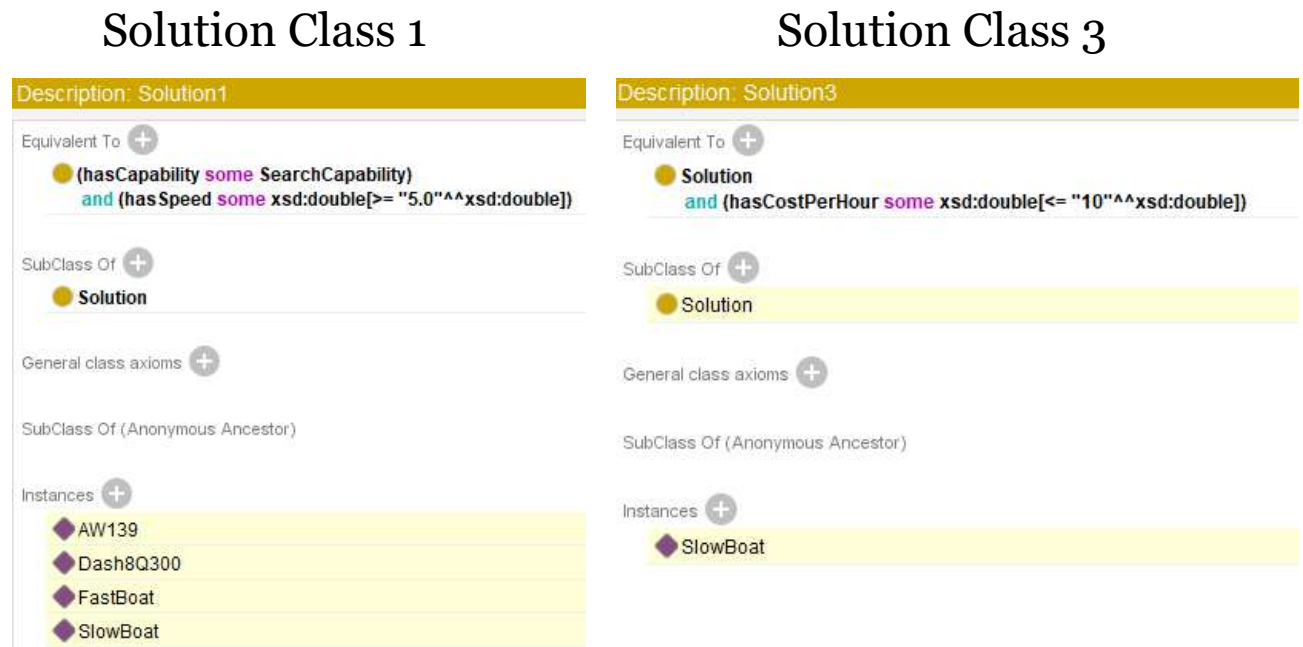 Solution Class 1
Description: Solution1
Equivalent To
(hasCapability some SearchCapability)
and (hasSpeed some xsd:double[>= "5.0"^^xsd:double])
SubClass Of
Solution
General class axioms
SubClass Of (Anonymous Ancestor)
Instances
AW139
Dash8Q300
FastBoat
SlowBoat
Solution Class 3
Description: Solution3
Equivalent To
Solution
and (hasCostPerHour some xsd:double[<= "10"^^xsd:double])
SubClass Of
Solution
General class axioms
SubClass Of (Anonymous Ancestor)
Instances
SlowBoat